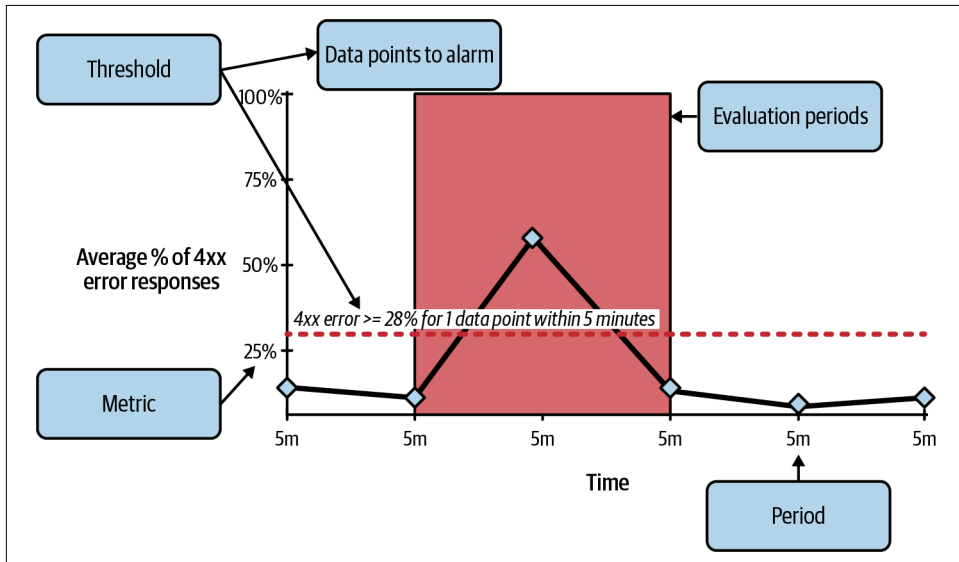 Threshold
Data points to alarm
Evaluation periods
100%
75%
50%
25%
Average % of 4xx
error responses
4xx error >= 28% for 1 data point within 5 minutes
Metric
5m
5m
5m
5m
5m
5m
Time
Period